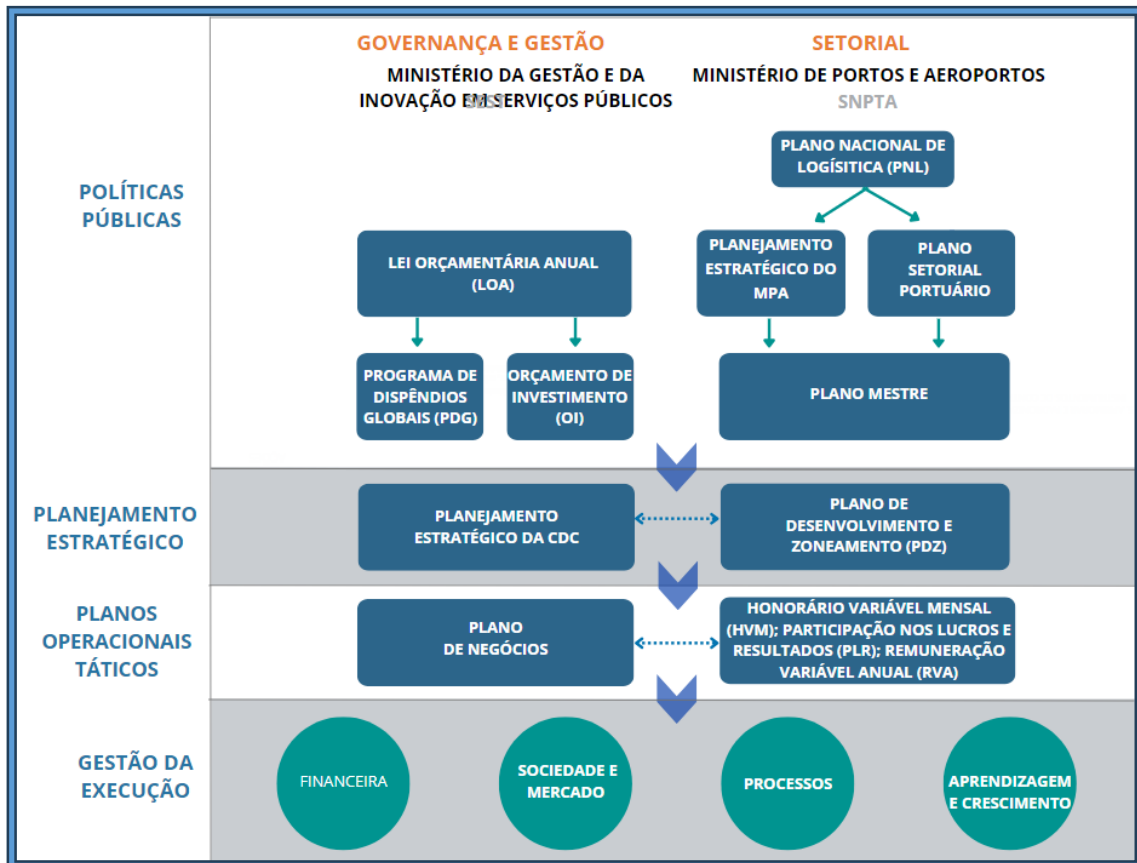 GOVERNANÇA E GESTÃO
SETORIAL
MINISTÉRIO DA GESTÃO E DA
INOVAÇÃO EM SERVIÇOS PÚBLICOS
SEST
MINISTÉRIO DE PORTOS E AEROPORTOS
SNPTA
POLÍTICAS
PÚBLICAS
PLANO NACIONAL DE
LOGÍSITICA (PNL)
LEI ORÇAMENTÁRIA ANUAL
(LOA)
PLANEJAMENTO
ESTRATÉGICO DO
MPA
PLANO
SETORIAL
PORTUÁRIO
PROGRAMA DE
DISPÊNDIOS
GLOBAIS (PDG)
ORÇAMENTO DE
INVESTIMENTO
(OI)
PLANO MESTRE
PLANEJAMENTO
ESTRATÉGICO
PLANEJAMENTO
ESTRATÉGICO DA CDC
PLANO DE
DESENVOLVIMENTO E
ZONEAMENTO (PDZ)
PLANOS
OPERACIONAIS
TÁTICOS
PLANO
DE NEGÓCIOS
HONORÁRIO VARIÁVEL MENSAL
(HVM); PARTICIPAÇÃO NOS LUCROS E
RESULTADOS (PLR); REMUNERAÇÃO
VARIÁVEL ANUAL (RVA)
GESTÃO DA
EXECUÇÃO
FINANCEIRA
SOCIEDADE E
MERCADO
PROCESSOS
APRENDIZAGEM
E CRESCIMENTO